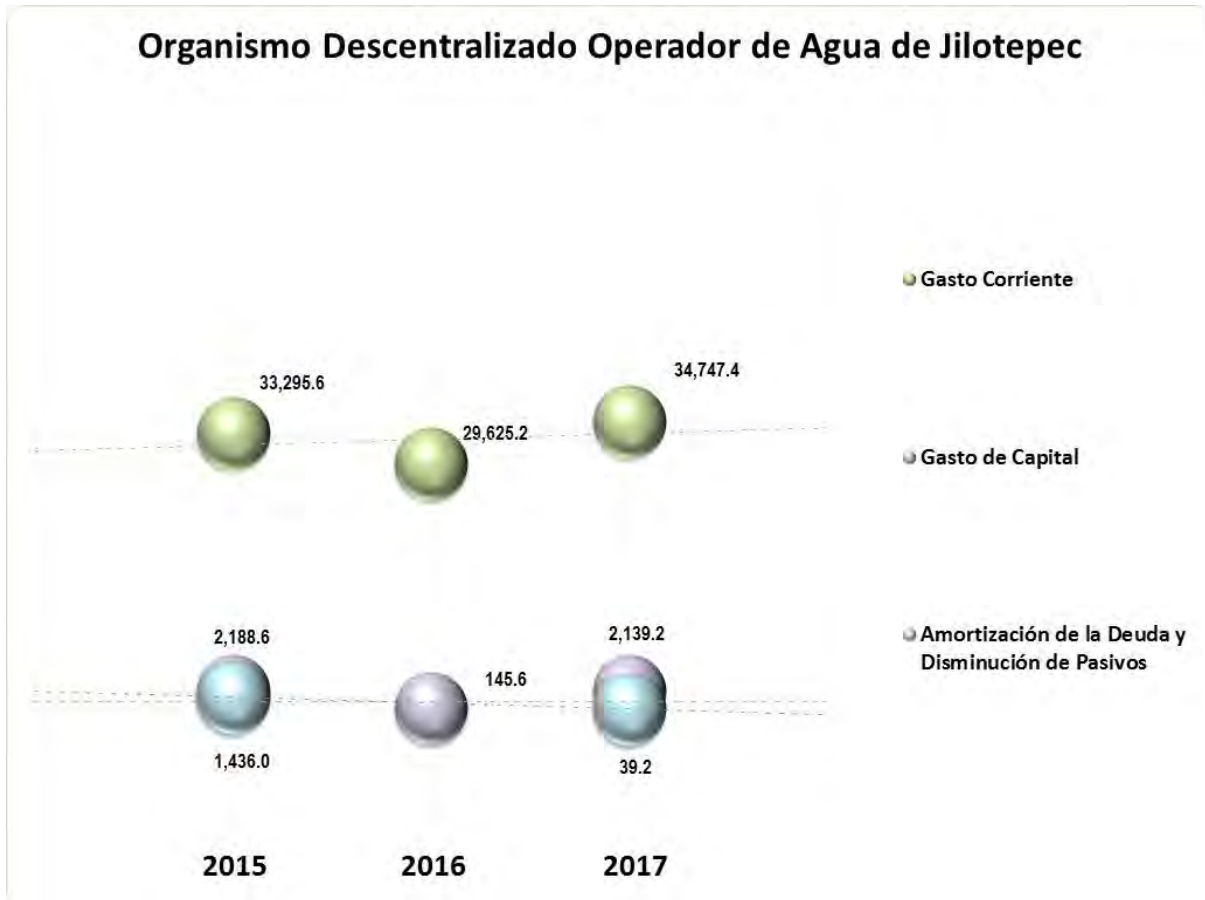 Organismo Descentralizado Operador de Agua de Jilotepec
Gasto Corriente
34,747.4
33,295.6
29,625.2
Gasto de Capital
2,188.6
2,139.2
Amortización de la Deuda y
Disminución de Pasivos
145.6
1,436.0
39.2
2015
2016
2017